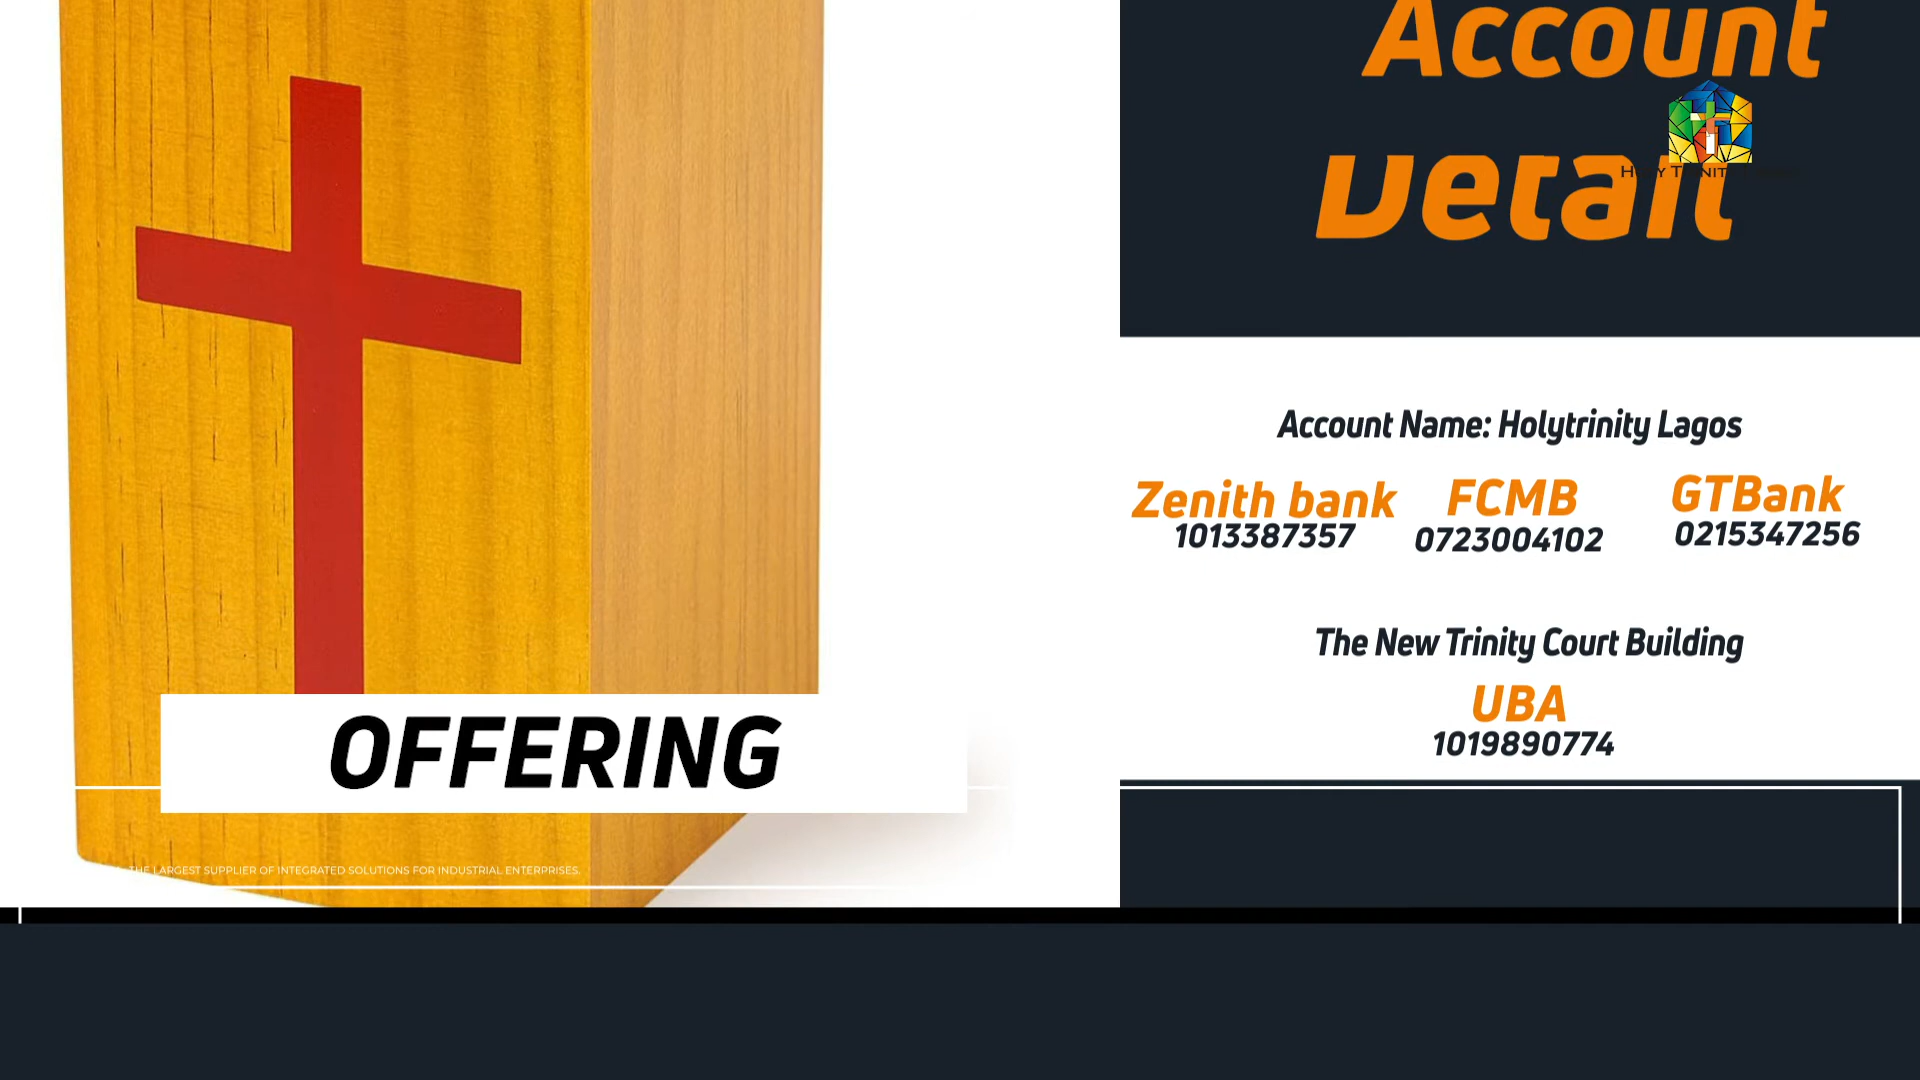 Account
Detail
Account Name: Holytrinity Lagos
Zenith bank
1013387357
FCMB
0723004102
GTBank
0215347256
The New Trinity Court Building
UBA
1019890774
OFFERING
THE LARGEST SUPPLIER OF INTEGRATED SOLUTIONS FOR INDUSTRIAL ENTERPRISES.